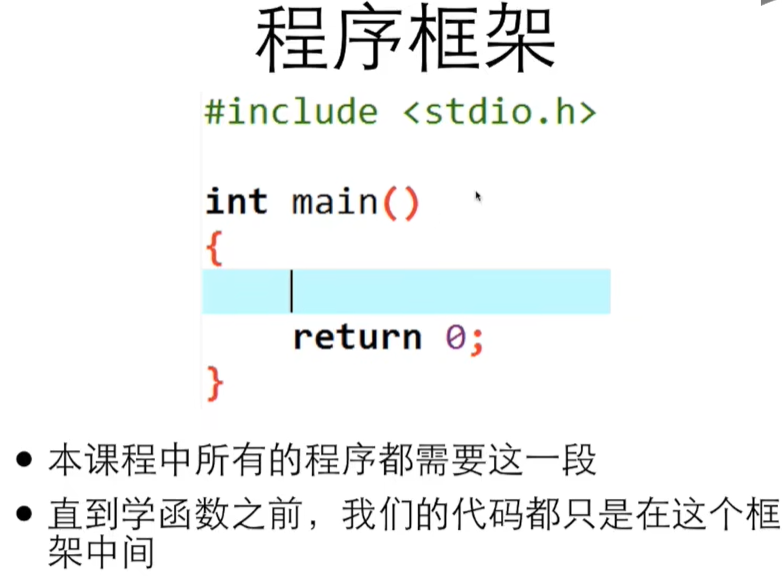 程序框架
#include <stdio.h>
int main()
{
return 0;
}
● 本课程中所有的程序都需要这一段
● 直到学函数之前，我们的代码都只是在这个框
架中间